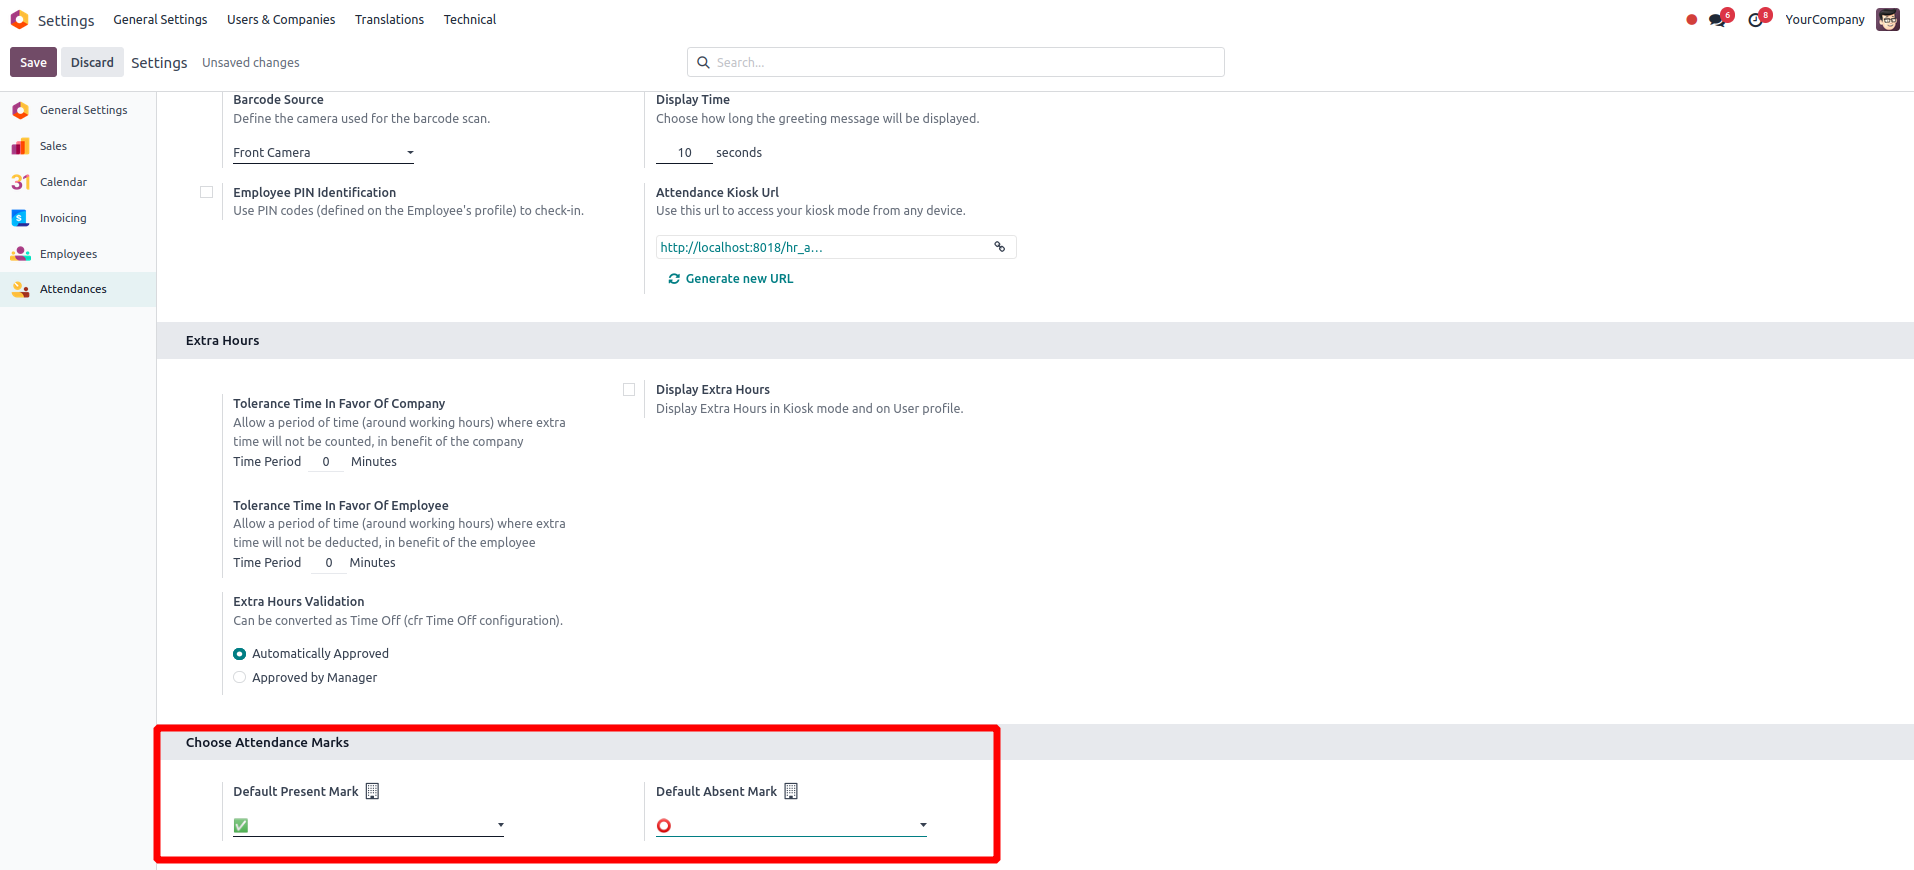 Settings General Settings Users & Companies Translations Technical 6 8 YourCompany
Save Discard Settings Unsaved changes Search...
General Settings
Sales
31 Calendar
$ Invoicing
Employees
Attendances
Barcode Source
Define the camera used for the barcode scan.
Front Camera
Display Time
Choose how long the greeting message will be displayed.
10 seconds
Employee PIN Identification
Use PIN codes (defined on the Employee's profile) to check-in.
Attendance Kiosk Url
Use this url to access your kiosk mode from any device.
http://localhost:8018/hr_a...
Generate new URL
Extra Hours
Tolerance Time In Favor Of Company
Allow a period of time (around working hours) where extra
time will not be counted, in benefit of the company
Time Period 0 Minutes
Display Extra Hours
Display Extra Hours in Kiosk mode and on User profile.
Tolerance Time In Favor Of Employee
Allow a period of time (around working hours) where extra
time will not be deducted, in benefit of the employee
Time Period 0 Minutes
Extra Hours Validation
Can be converted as Time Off (cfr Time Off configuration).
Automatically Approved
Approved by Manager
Choose Attendance Marks
Default Present Mark
✅
Default Absent Mark
⭕